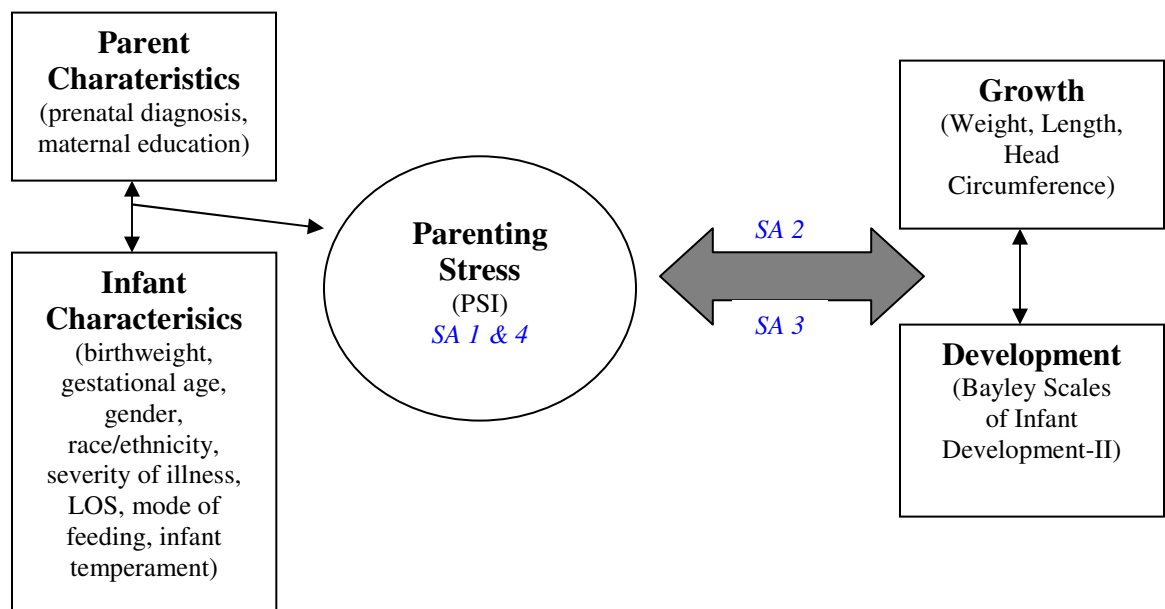 Parent
Charateristics
(prenatal diagnosis,
maternal education)
Infant
Characterisics
(birthweight,
gestational age,
gender,
race/ethnicity,
severity of illness,
LOS, mode of
feeding, infant
temperament)
Parenting
Stress
(PSI)
SA 1 & 4
SA 2
SA 3
Growth
(Weight, Length,
Head
Circumference)
Development
(Bayley Scales
of Infant
Development-II)